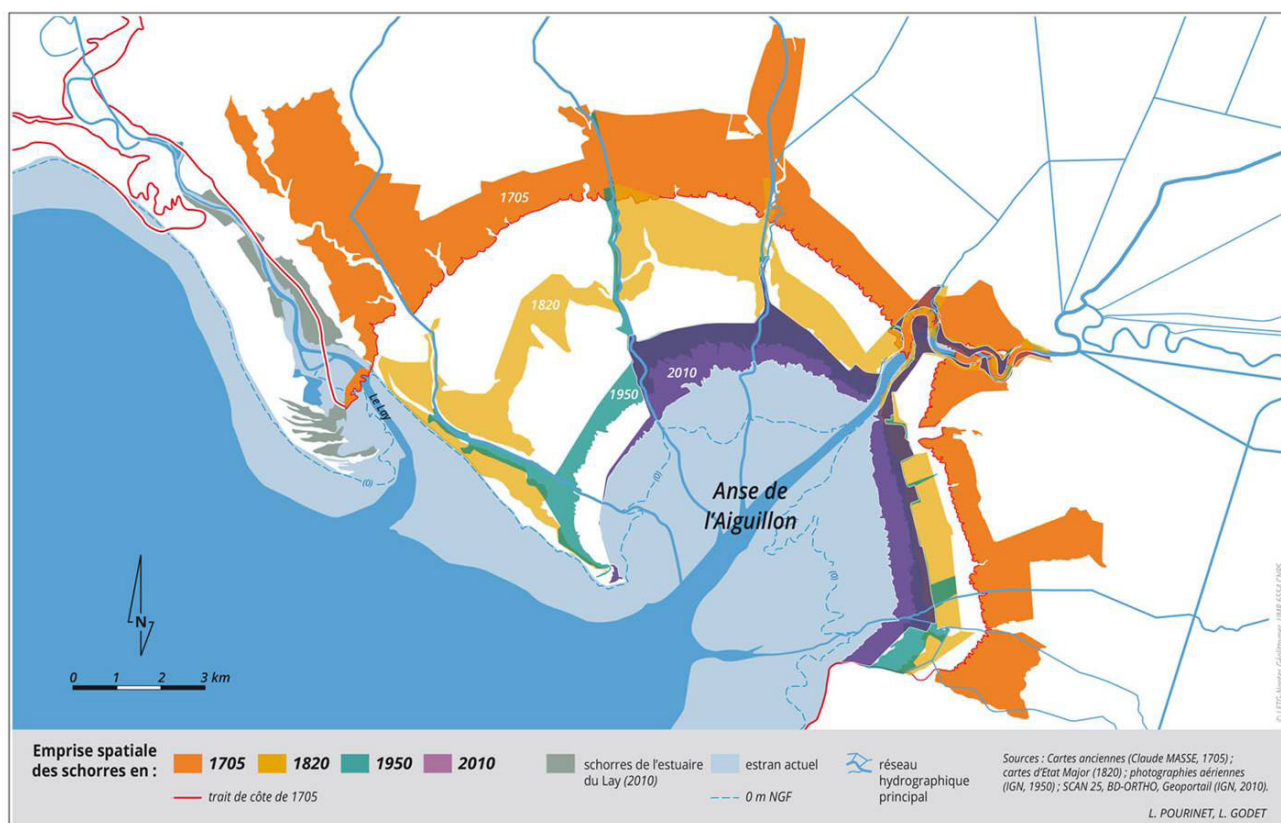 1705
1820
1950
2010
Le Lay
(0)
(0)
(0)
Anse de
l'Aiguillon
N
0 1 2 3 km
Emprise spatiale
des schorres en :
1705
1820
1950
2010
trait de côte de 1705
schorres de l'estuaire
du Lay (2010)
estran actuel
0 m NGF
réseau
hydrographique
principal
Sources : Cartes anciennes (Claude MASSE, 1705) ;
cartes d'Etat Major (1820) ; photographies aériennes
(IGN, 1950) ; SCAN 25, BD-ORTHO, Geoportail (IGN, 2010).
L. POURINET, L. GODET